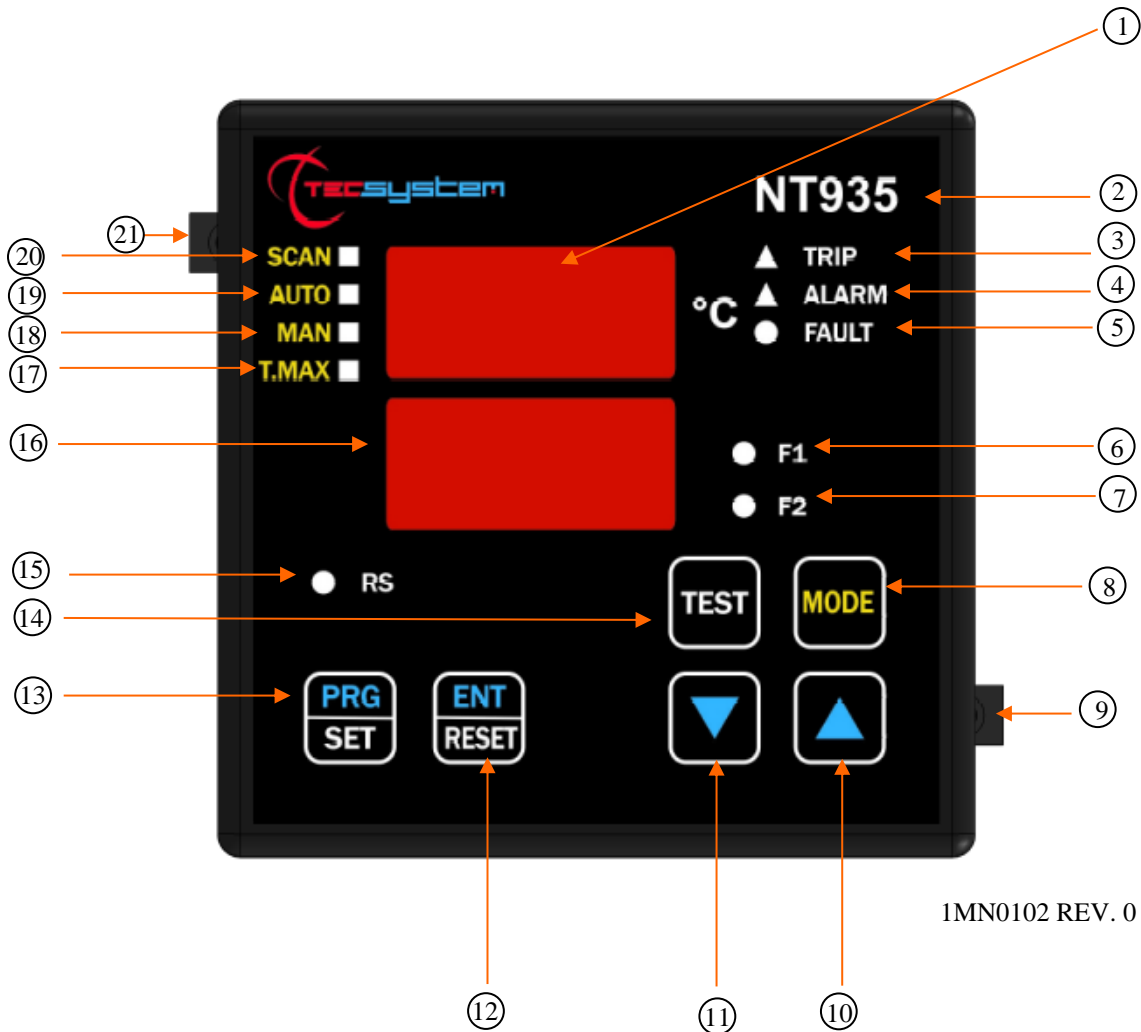 1
TECSYSTEM
NT935
2
21
SCAN
TRIP
3
20
AUTO
°C
ALARM
4
19
MAN
FAULT
5
18
T.MAX
17
16
F1
6
F2
7
15
RS
TEST
MODE
8
14
13
PRG
SET
ENT
RESET
9
1MN0102 REV. 0
12
11
10